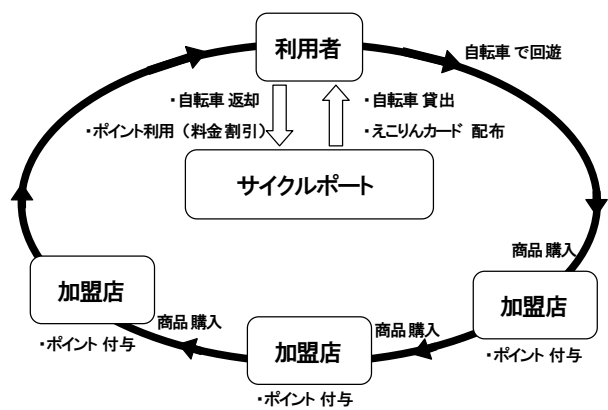 利用者
自転車で回遊
・自転車返却
・ポイント利用（料金割引）
・自転車貸出
・えこりんカード 配布
サイクルポート
商品購入
加盟店
・ポイント付与
商品購入
加盟店
・ポイント付与
商品購入
加盟店
・ポイント付与